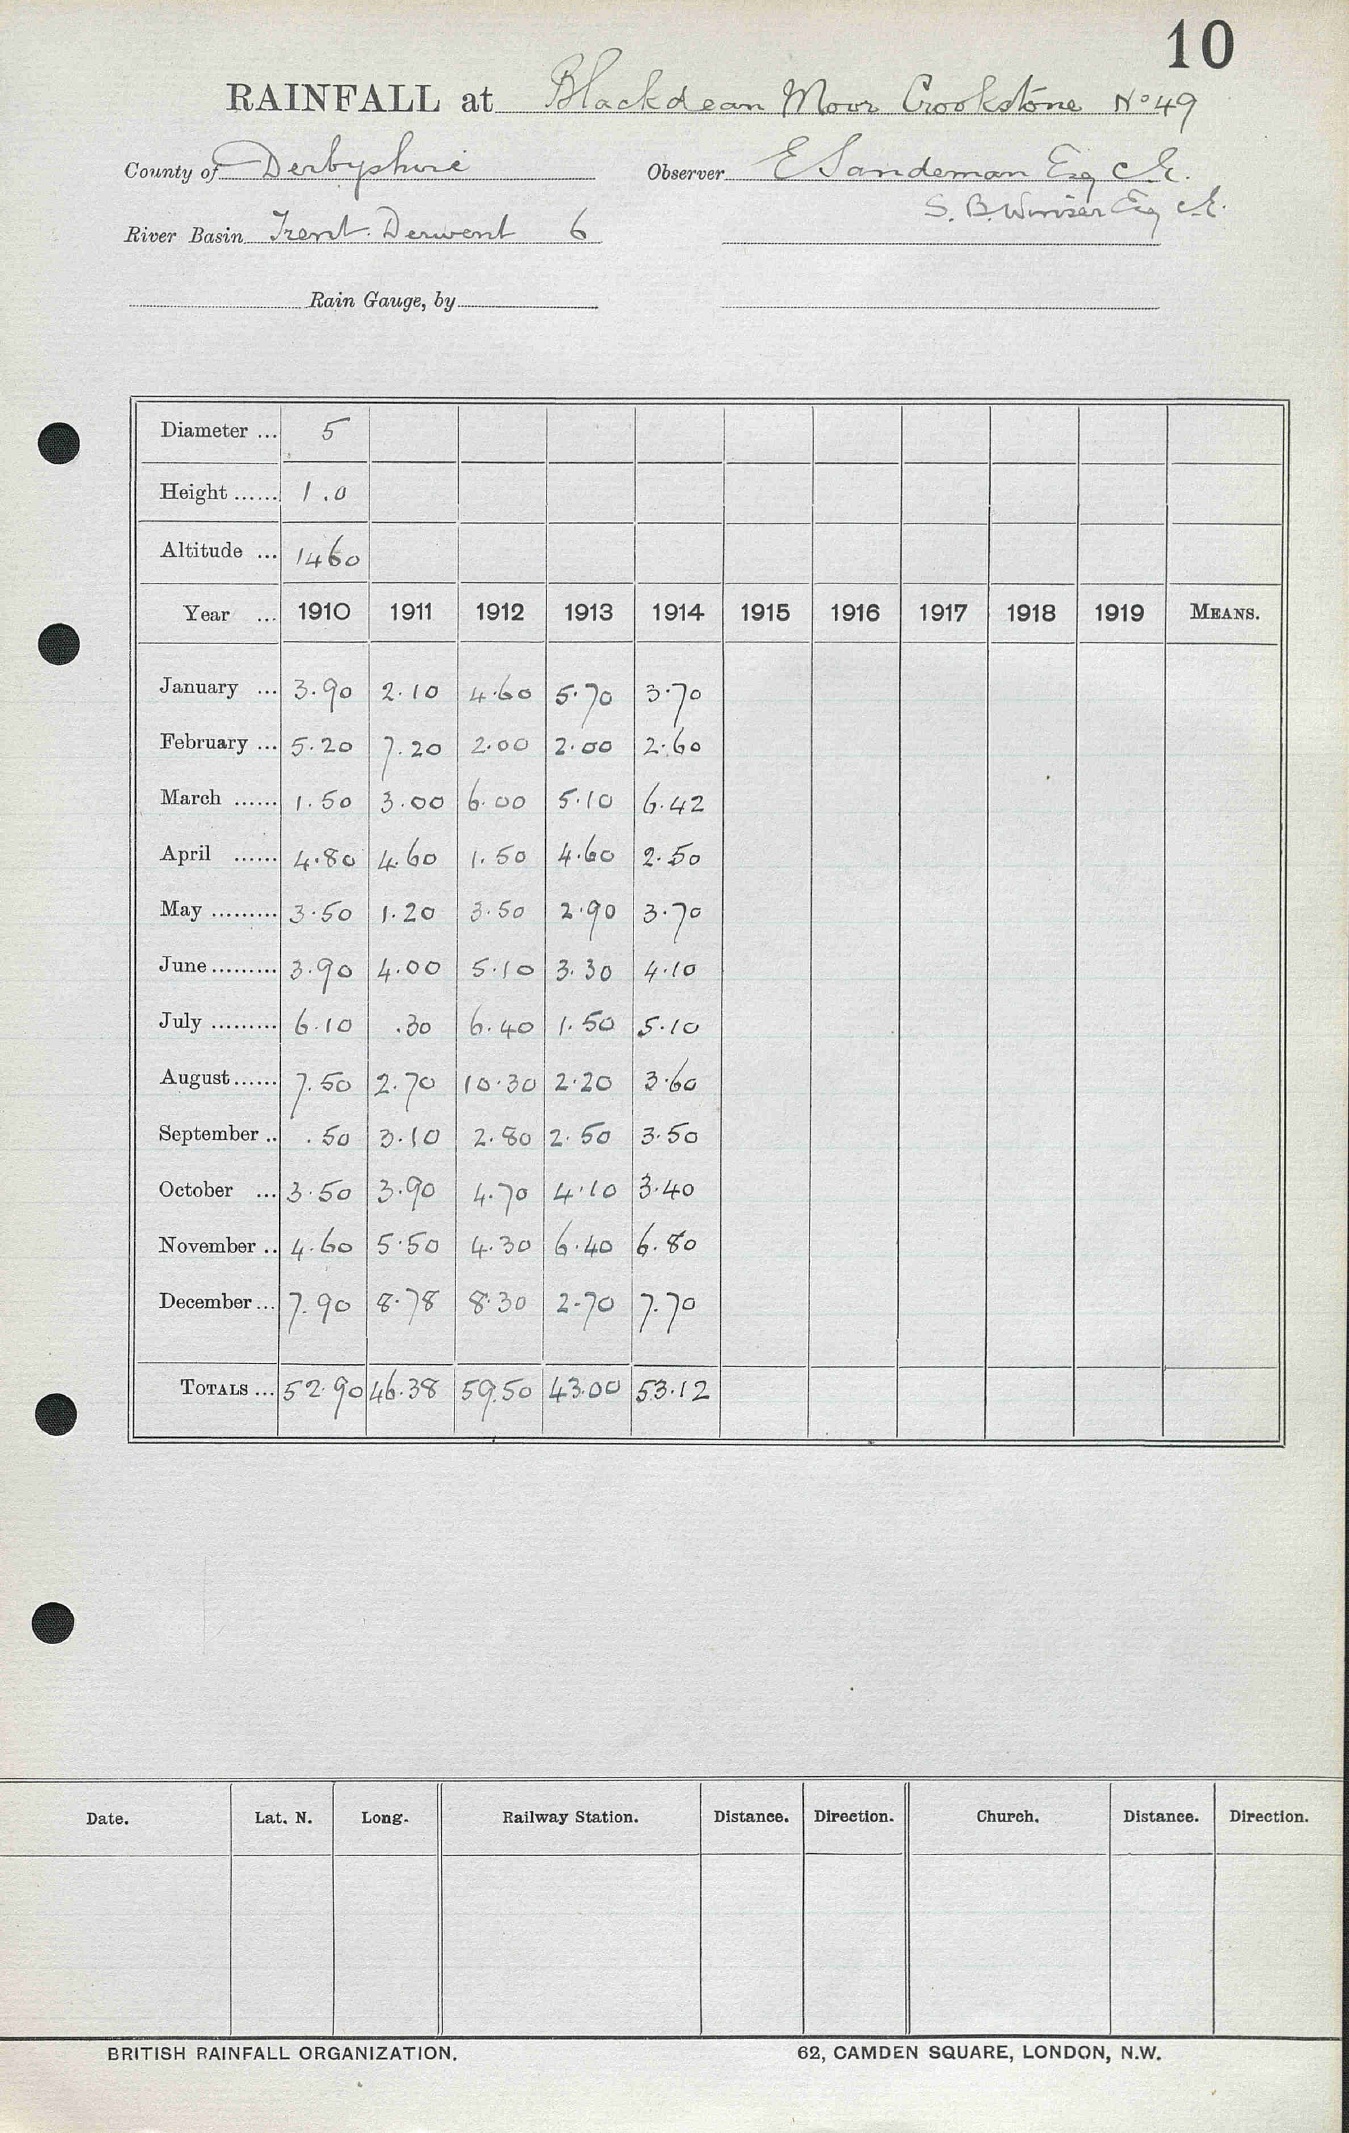 10
RAINFALL at Blackdean Moor Crookstone No 49
County of Derbyshire Observer E Sandeman Esq C.E.
S. B. Winser Esq C.E.
River Basin Trent. Derwent 6
Rain Gauge, by
Diameter ... 5
Height ...... 1.0
Altitude ... 1460
Year ... 1910 1911 1912 1913 1914 1915 1916 1917 1918 1919 MEANS.
January ... 3.90 2.10 4.60 5.70 3.70
February ... 5.20 7.20 2.00 2.00 2.60
March ...... 1.50 3.00 6.00 5.10 6.42
April ...... 4.80 4.60 1.50 4.60 2.50
May ......... 3.50 1.20 3.50 2.90 3.70
June ......... 3.90 4.00 5.10 3.30 4.10
July ......... 6.10 .30 6.40 1.50 5.10
August ...... 7.50 2.70 10.30 2.20 3.60
September .. .50 3.10 2.80 2.50 3.50
October ... 3.50 3.90 4.70 4.10 3.40
November .. 4.60 5.50 4.30 6.40 6.80
December ... 7.90 8.78 8.30 2.70 7.70
TOTALS ... 52.90 46.38 59.50 43.00 53.12
Date. Lat. N. Long. Railway Station. Distance. Direction. Church. Distance. Direction.
BRITISH RAINFALL ORGANIZATION. 62, CAMDEN SQUARE, LONDON, N.W.